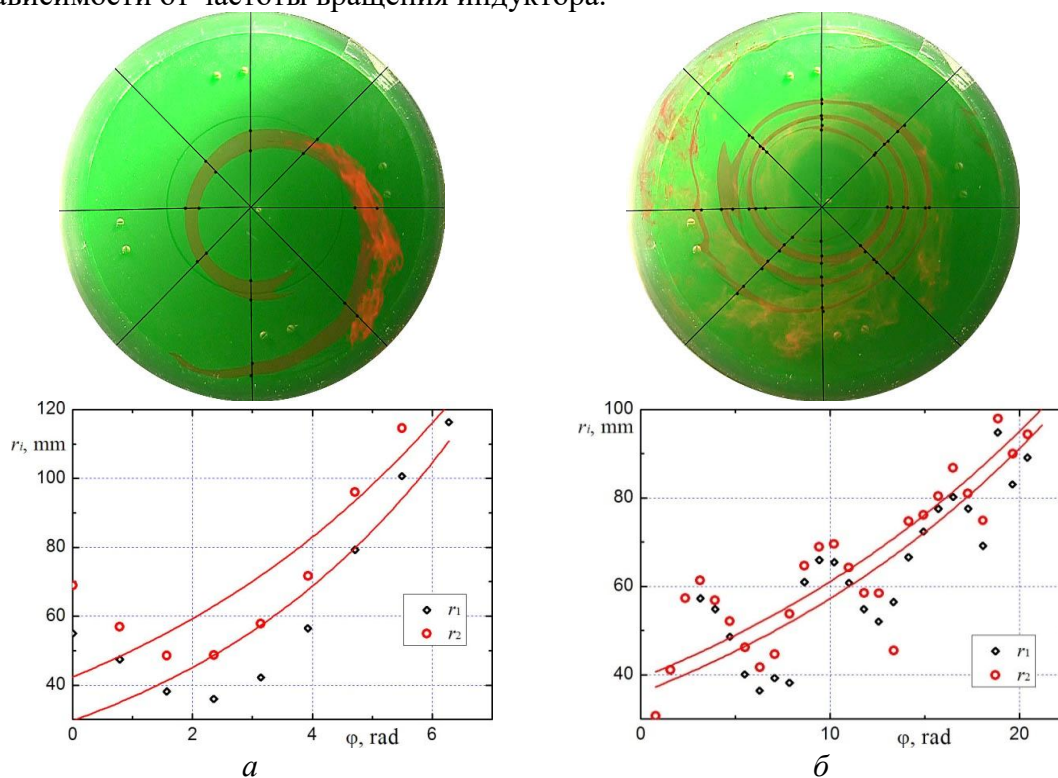 зависимости от частоты вращения индуктора.
120
rᵢ, mm
100
80
60
40
0 2 4 6
φ, rad
r₁
r₂
а
100
rᵢ, mm
80
60
40
0 10 20
φ, rad
r₁
r₂
б